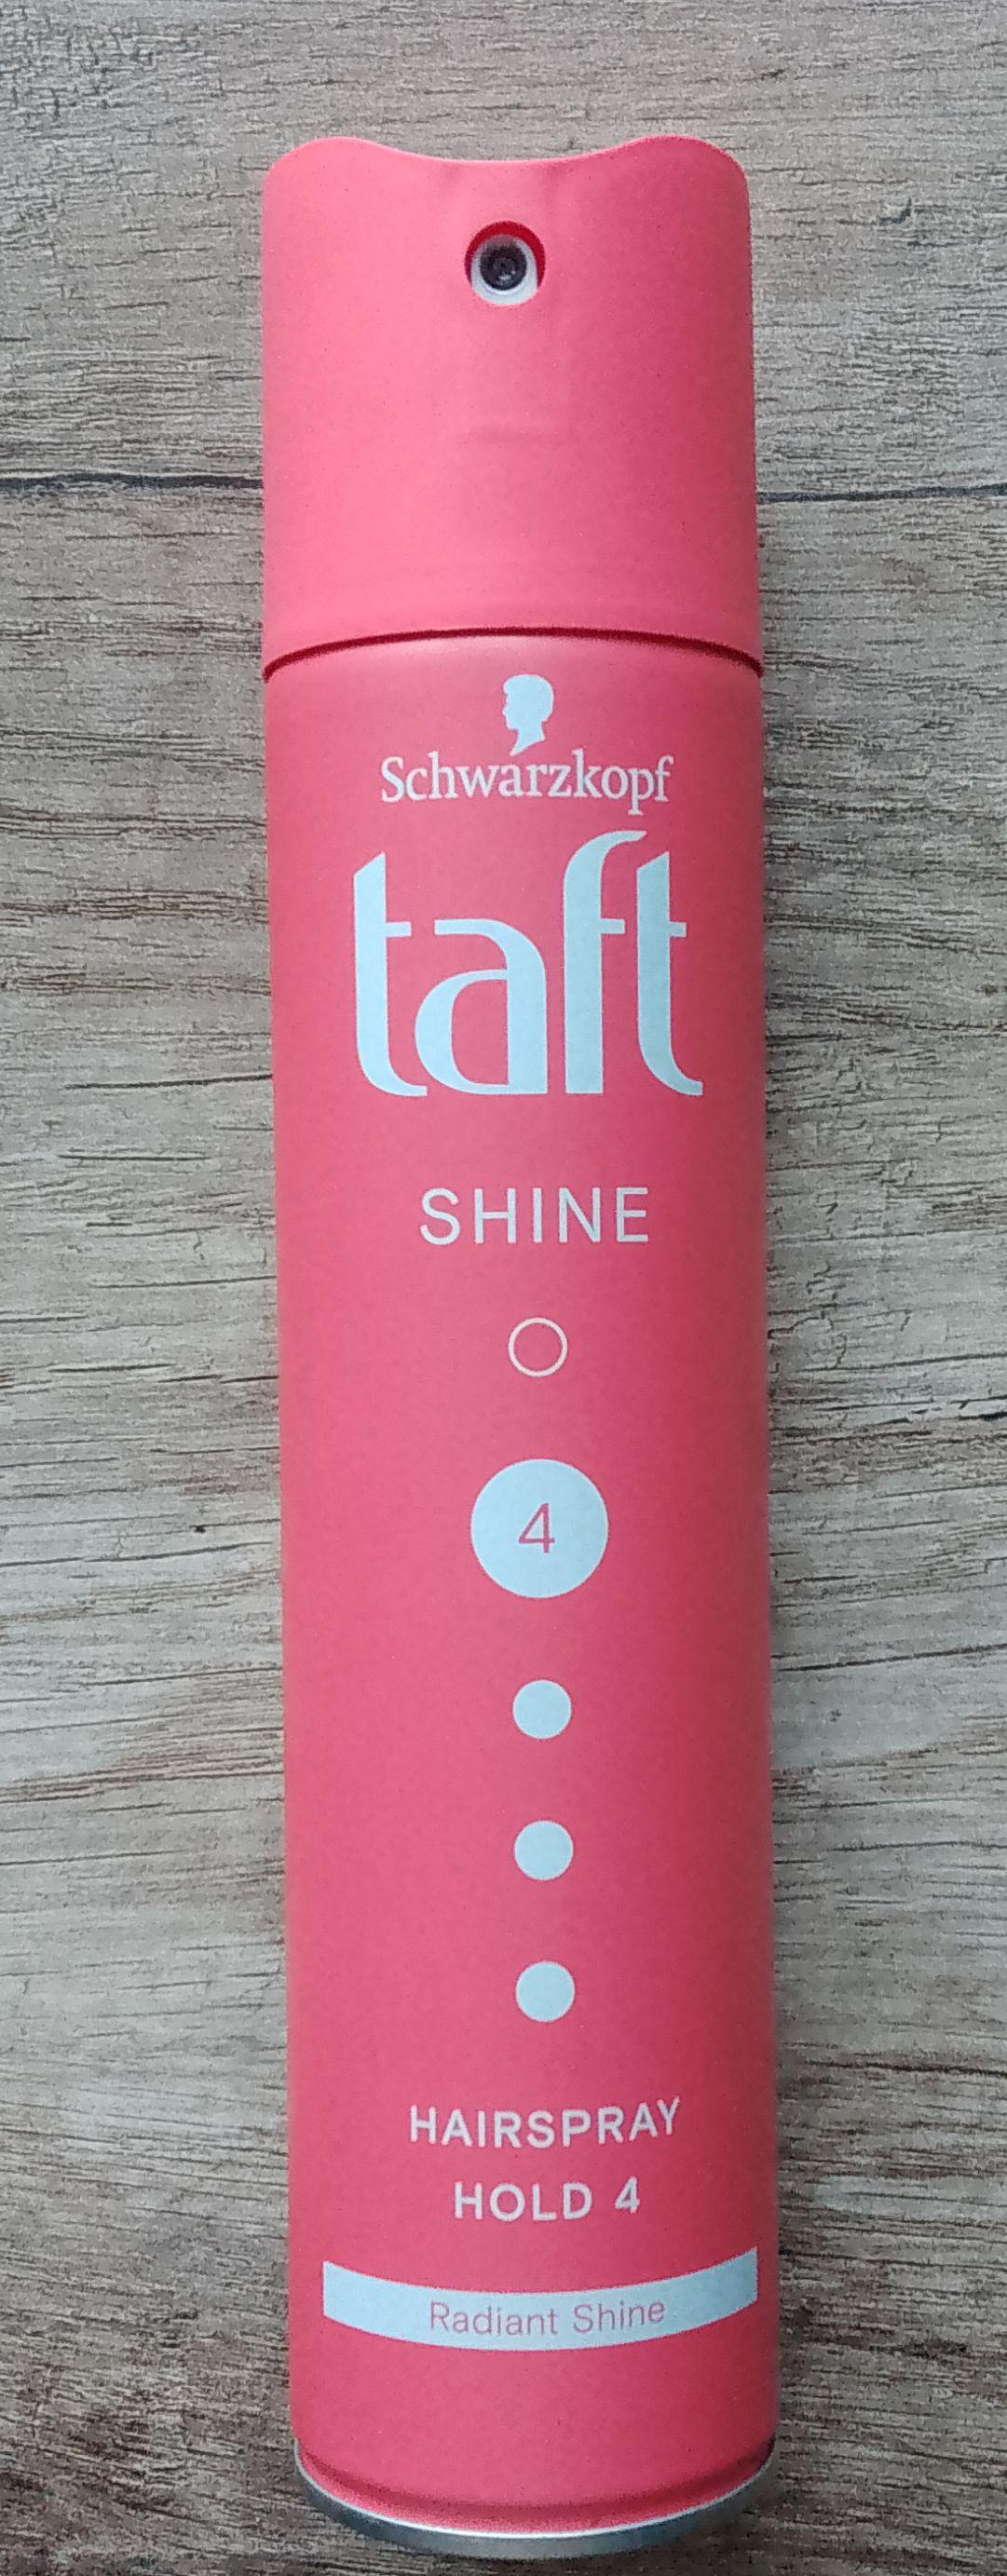 Schwarzkopf
taft
SHINE
4
HAIRSPRAY
HOLD 4
Radiant Shine